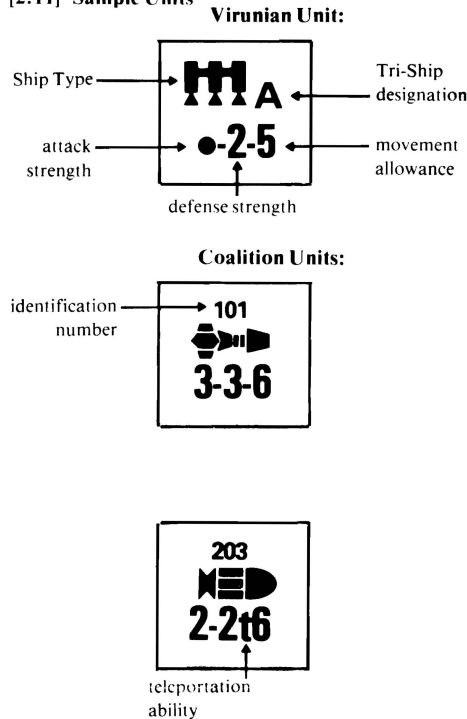 [2.11] Sample Units
Virunian Unit:
Ship Type
Tri-Ship
designation
A
attack
strength
●-2-5
movement
allowance
defense strength
Coalition Units:
identification
number
101
3-3-6
203
2-2t6
teleportation
ability